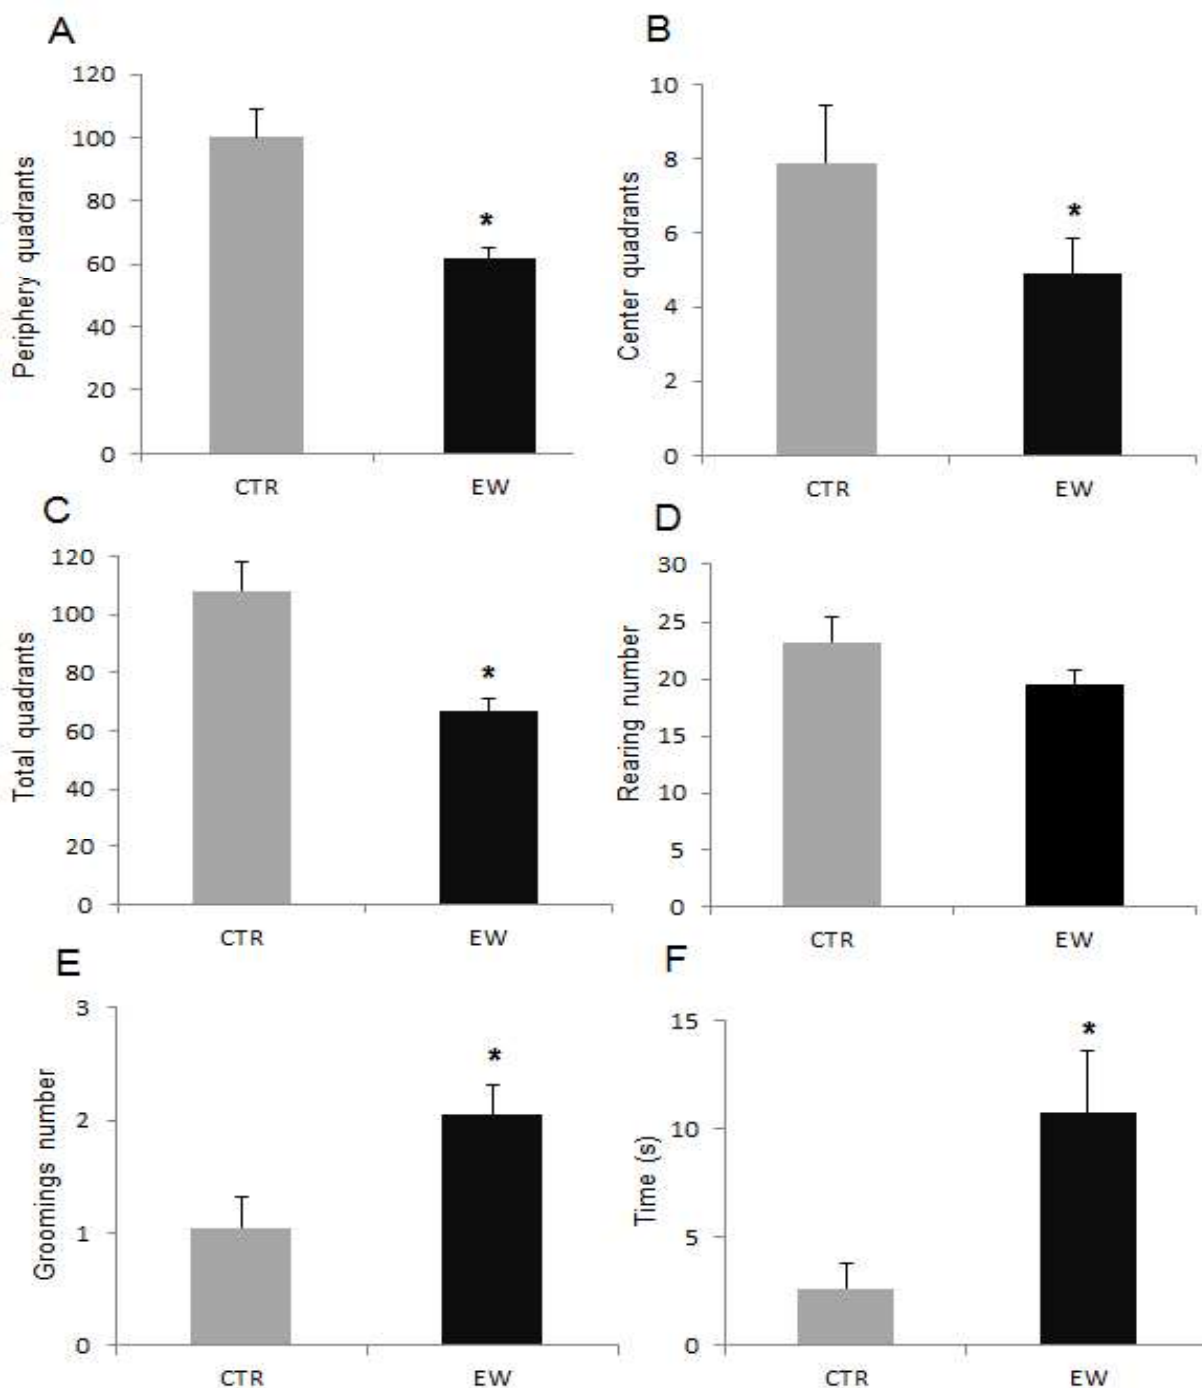 A
Periphery quadrants
120
100
80
60
40
20
0
*
CTR
EW
B
Center quadrants
10
8
6
4
2
0
*
CTR
EW
C
Total quadrants
120
100
80
60
40
20
0
*
CTR
EW
D
Rearing number
30
25
20
15
10
5
0
CTR
EW
E
Groomings number
3
2
1
0
*
CTR
EW
F
Time (s)
15
10
5
0
*
CTR
EW